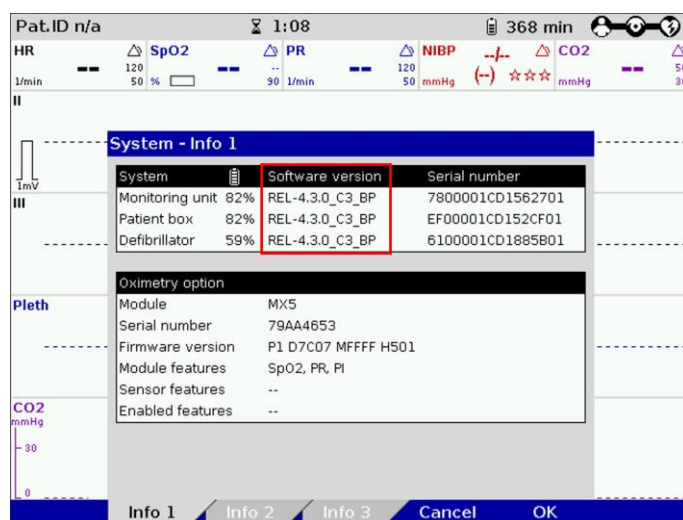 Pat.ID n/a 1:08 368 min
HR SpO2 PR NIBP --/-- CO2
-- 120 50 -- -- 90 -- 120 50 (--) ☆☆☆ --
1/min % 1/min mmHg mmHg
II
System - Info 1
System Software version Serial number
1mV
Monitoring unit 82% REL-4.3.0_C3_BP 7800001CD1562701
III
Patient box 82% REL-4.3.0_C3_BP EF00001CD152CF01
Defibrillator 59% REL-4.3.0_C3_BP 6100001CD1885B01
Oximetry option
Pleth
Module MX5
Serial number 79AA4653
Firmware version P1 D7C07 MFFFF H501
Module features SpO2, PR, PI
Sensor features --
CO2
Enabled features --
mmHg
30
0
Info 1 Info 2 Info 3 Cancel OK